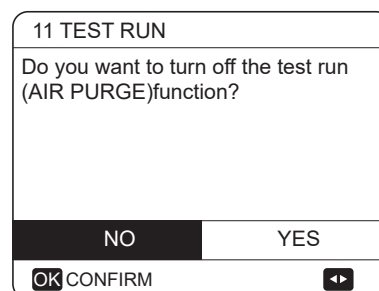 11 TEST RUN
Do you want to turn off the test run
(AIR PURGE)function?
NO YES
OK CONFIRM